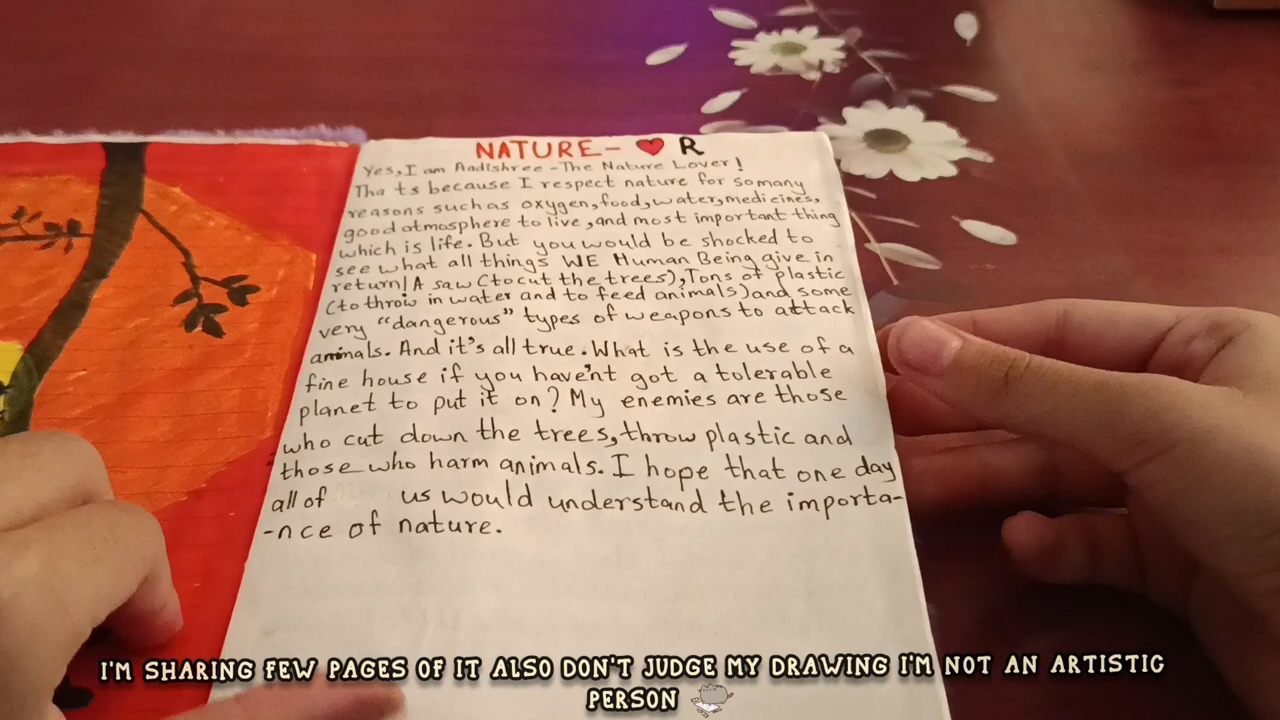 NATURE-❤️R
Yes, I am Aadishree - The Nature Lover!
Tha ts because I respect nature for so many
reasons such as oxygen, food, water, medicines,
good atmosphere to live, and most important thing
which is life. But you would be shocked to
see what all things WE Human Being give in
return! A saw (to cut the trees), Tons of plastic
(to throw in water and to feed animals) and some
very "dangerous" types of weapons to attack
animals. And it's all true. What is the use of a
fine house if you have'nt got a tolerable
planet to put it on? My enemies are those
who cut down the trees, throw plastic and
those who harm animals. I hope that one day
all of us would understand the importa-
-nce of nature.
I'M SHARING FEW PAGES OF IT ALSO DON'T JUDGE MY DRAWING I'M NOT AN ARTISTIC
PERSON